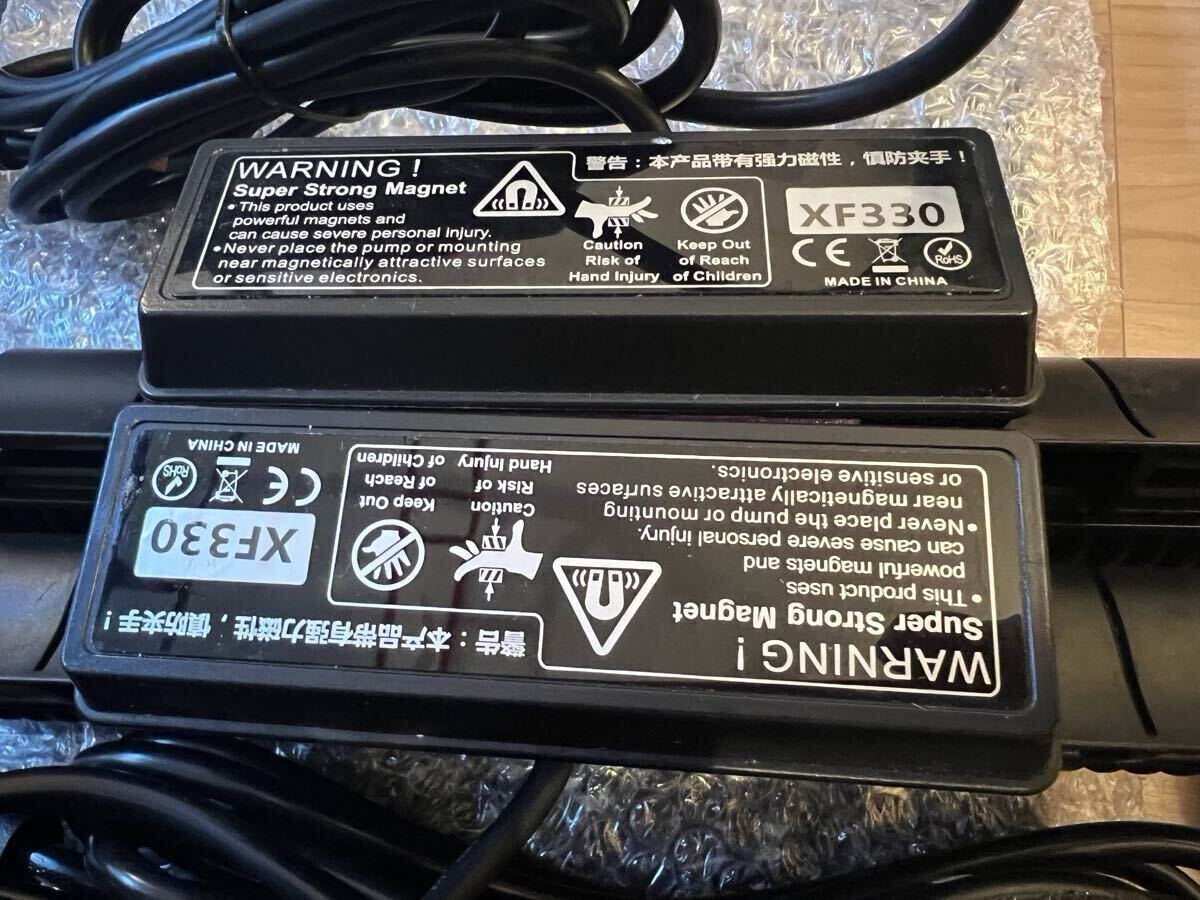 WARNING !
Super Strong Magnet
• This product uses
powerful magnets and
can cause severe personal injury.
• Never place the pump or mounting
near magnetically attractive surfaces
or sensitive electronics.
警告：本产品带有强力磁性，慎防夹手！
Caution
Risk of
Hand Injury
Keep Out
of Reach
of Children
XF330
CE
RoHS
MADE IN CHINA
WARNING !
Super Strong Magnet
• This product uses
powerful magnets and
can cause severe personal injury.
• Never place the pump or mounting
near magnetically attractive surfaces
or sensitive electronics.
警告：本产品带有强力磁性，慎防夹手！
Caution
Risk of
Hand Injury
Keep Out
of Reach
of Children
XF330
CE
RoHS
MADE IN CHINA